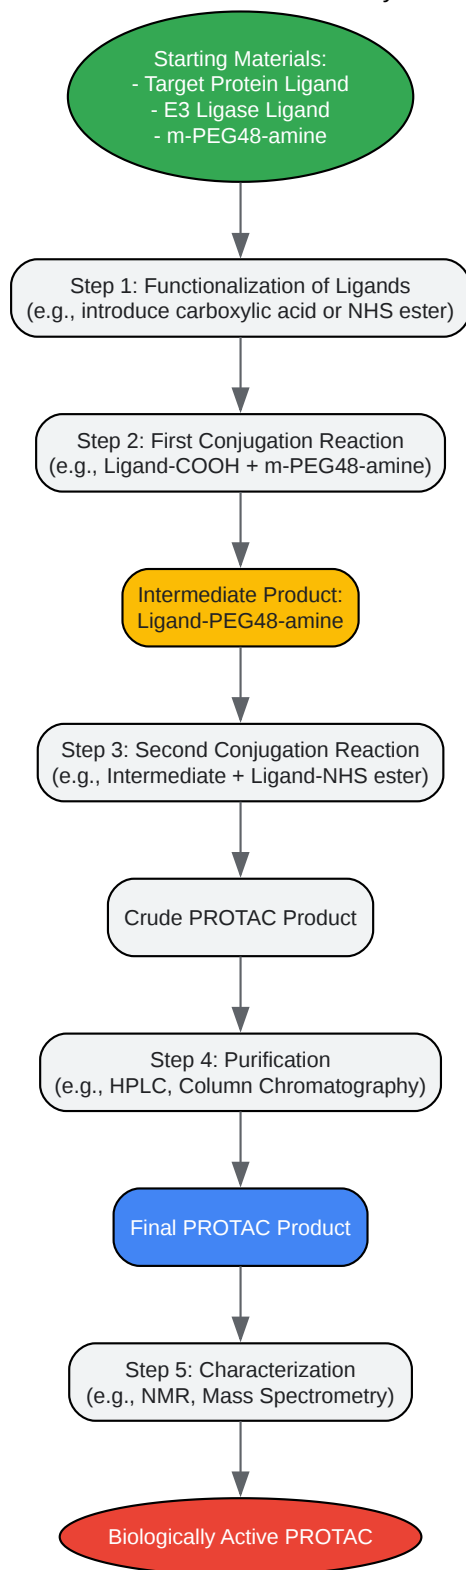 Starting Materials:
- Target Protein Ligand
- E3 Ligase Ligand
- m-PEG48-amine
Step 1: Functionalization of Ligands
(e.g., introduce carboxylic acid or NHS ester)
Step 2: First Conjugation Reaction
(e.g., Ligand-COOH + m-PEG48-amine)
Intermediate Product:
Ligand-PEG48-amine
Step 3: Second Conjugation Reaction
(e.g., Intermediate + Ligand-NHS ester)
Crude PROTAC Product
Step 4: Purification
(e.g., HPLC, Column Chromatography)
Final PROTAC Product
Step 5: Characterization
(e.g., NMR, Mass Spectrometry)
Biologically Active PROTAC